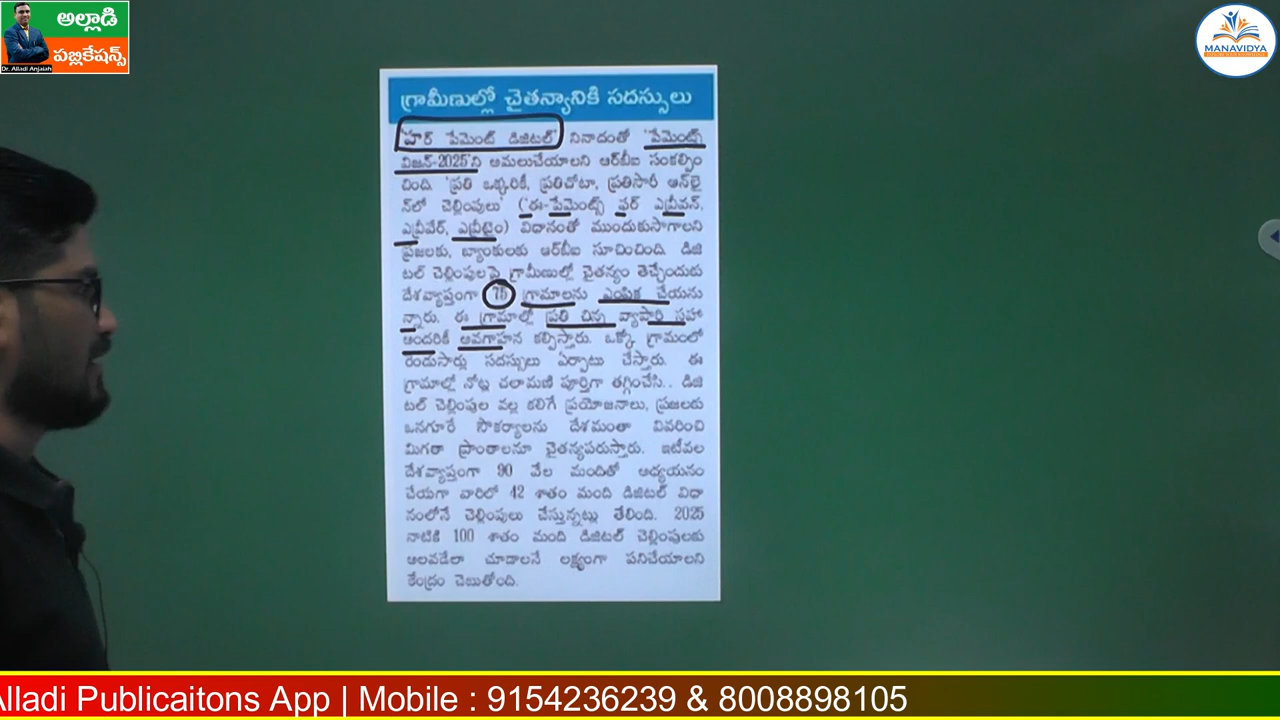 అల్లాడి
పబ్లికేషన్స్
Dr. Alladi Anjaiah
MANAVIDYA
గ్రామీణుల్లో చైతన్యానికి సదస్సులు
'హర్ పేమెంట్ డిజిటల్' నినాదంతో 'పేమెంట్స్
విజన్-2025'ని అమలుచేయాలని ఆర్‌బీఐ సంకల్పిం
చింది. 'ప్రతి ఒక్కరికీ, ప్రతిచోటా, ప్రతిసారీ ఆన్‌లై
న్‌లో చెల్లింపులు' ('ఈ-పేమెంట్స్ ఫర్ ఎవ్రీవన్,
ఎవ్రీవేర్, ఎవ్రీటైం) విధానంతో ముందుకుసాగాలని
ప్రజలకు, బ్యాంకులకు ఆర్‌బీఐ సూచించింది. డిజి
టల్ చెల్లింపులపై గ్రామీణుల్లో చైతన్యం తెచ్చేందుకు
దేశవ్యాప్తంగా 75 గ్రామాలను ఎంపిక చేయను
న్నారు. ఈ గ్రామాల్లో ప్రతి చిన్న వ్యాపారి సహా
అందరికీ అవగాహన కల్పిస్తారు. ఒక్కో గ్రామంలో
రెండుసార్లు సదస్సులు ఏర్పాటు చేస్తారు. ఈ
గ్రామాల్లో నోట్ల చలామణి పూర్తిగా తగ్గించేసి.. డిజి
టల్ చెల్లింపుల వల్ల కలిగే ప్రయోజనాలు, ప్రజలకు
ఒనగూరే సౌకర్యాలను దేశమంతా వివరించి
మిగతా ప్రాంతాలనూ చైతన్యపరుస్తారు. ఇటీవల
దేశవ్యాప్తంగా 90 వేల మందితో అధ్యయనం
చేయగా వారిలో 42 శాతం మంది డిజిటల్ విధా
నంలోనే చెల్లింపులు చేస్తున్నట్లు తేలింది. 2025
నాటికి 100 శాతం మంది డిజిటల్ చెల్లింపులకు
అలవడేలా చూడాలనే లక్ష్యంగా పనిచేయాలని
కేంద్రం చెబుతోంది.
Alladi Publicaitons App | Mobile : 9154236239 & 8008898105